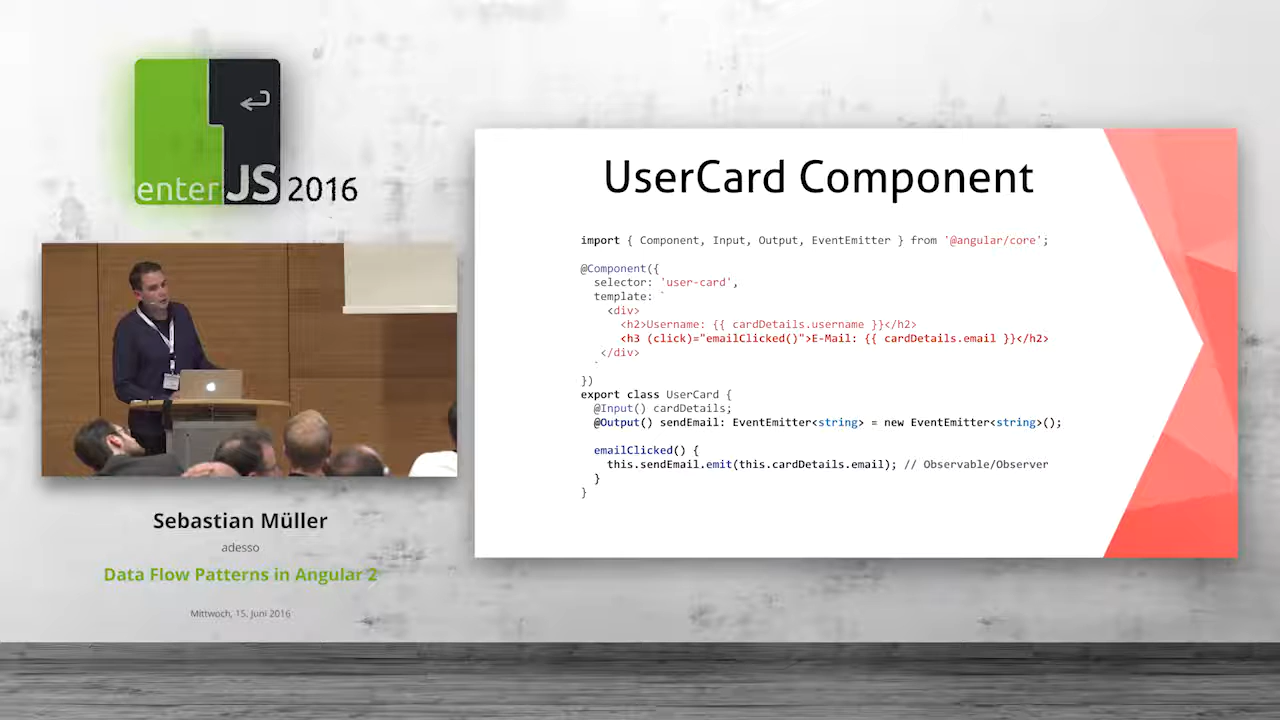 enterJS 2016
Sebastian Müller
adesso
Data Flow Patterns in Angular 2
Mittwoch, 15. Juni 2016
UserCard Component
import { Component, Input, Output, EventEmitter } from '@angular/core';
@Component({
selector: 'user-card',
template: `
<div>
<h2>Username: {{ cardDetails.username }}</h2>
<h3 (click)="emailClicked()">E-Mail: {{ cardDetails.email }}</h2>
</div>
`
})
export class UserCard {
@Input() cardDetails;
@Output() sendEmail: EventEmitter<string> = new EventEmitter<string>();
emailClicked() {
this.sendEmail.emit(this.cardDetails.email); // Observable/Observer
}
}